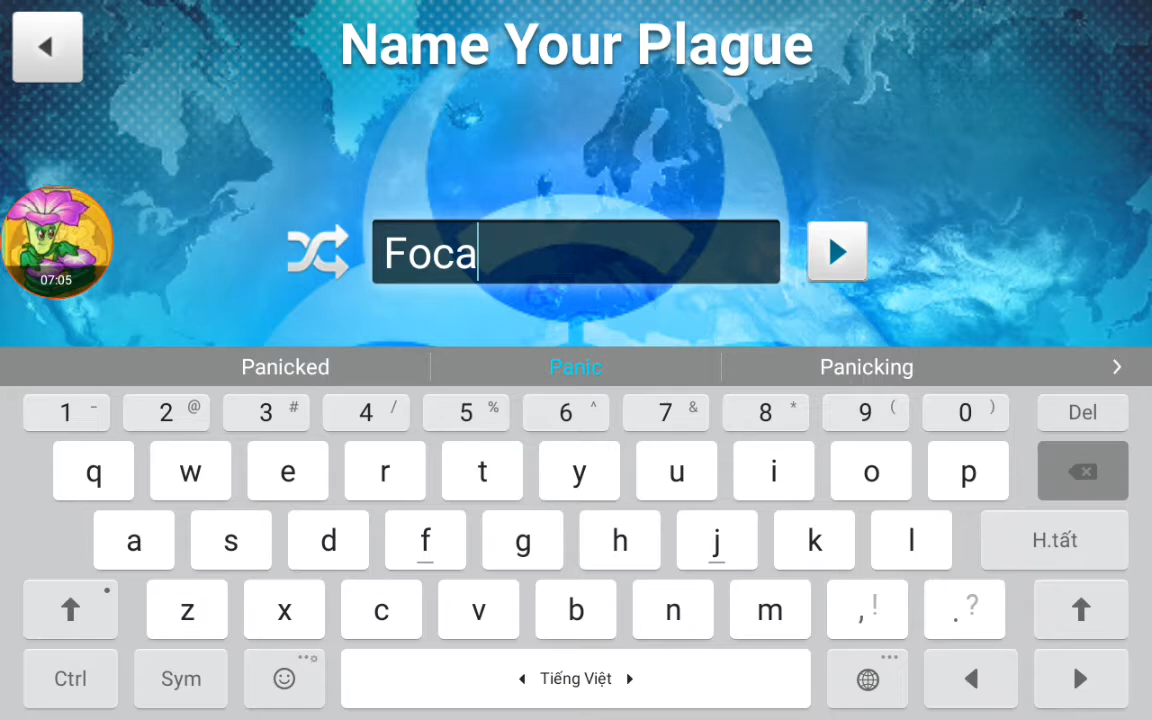 Name Your Plague
07:05
Foca
Panicked Panic Panicking
1 - 2 @ 3 # 4 / 5 % 6 ^ 7 & 8 * 9 ( 0 ) Del
q w e r t y u i o p
a s d f g h j k l H.tất
z x c v b n m , ! . ?
Ctrl Sym Tiếng Việt